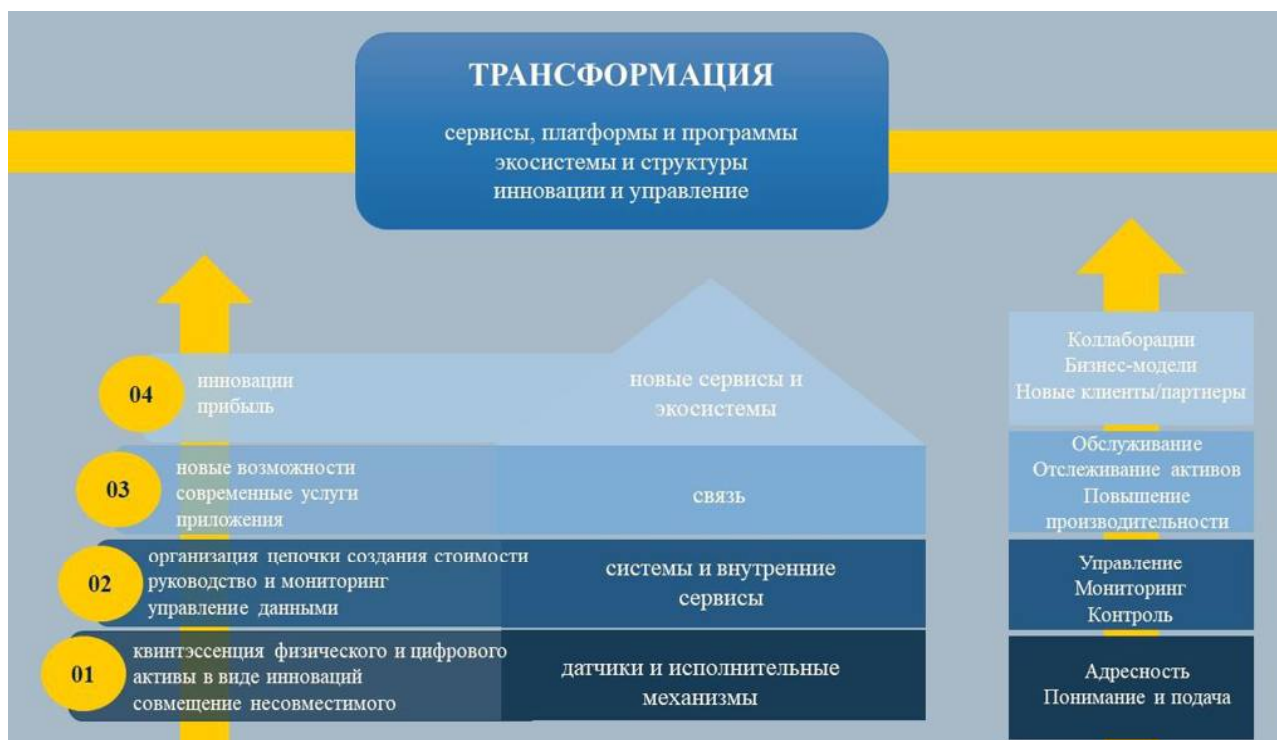 ТРАНСФОРМАЦИЯ
сервисы, платформы и программы
экосистемы и структуры
инновации и управление
04
инновации
прибыль
новые сервисы и
экосистемы
Коллаборации
Бизнес-модели
Новые клиенты/партнеры
03
новые возможности
современные услуги
приложения
связь
Обслуживание
Отслеживание активов
Повышение
производительности
02
организация цепочки создания стоимости
руководство и мониторинг
управление данными
системы и внутренние
сервисы
Управление
Мониторинг
Контроль
01
квинтэссенция физического и цифрового
активы в виде инноваций
совмещение несовместимого
датчики и исполнительные
механизмы
Адресность
Понимание и подача